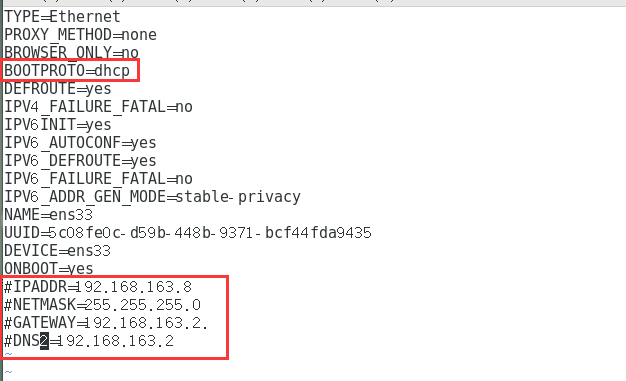 TYPE=Ethernet
PROXY_METHOD=none
BROWSER_ONLY=no
BOOTPROTO=dhcp
DEFROUTE=yes
IPV4_FAILURE_FATAL=no
IPV6INIT=yes
IPV6_AUTOCONF=yes
IPV6_DEFROUTE=yes
IPV6_FAILURE_FATAL=no
IPV6_ADDR_GEN_MODE=stable-privacy
NAME=ens33
UUID=5c08fe0c-d59b-448b-9371-bcf44fda9435
DEVICE=ens33
ONBOOT=yes
#IPADDR=192.168.163.8
#NETMASK=255.255.255.0
#GATEWAY=192.168.163.2.
#DNS2=192.168.163.2
~
~